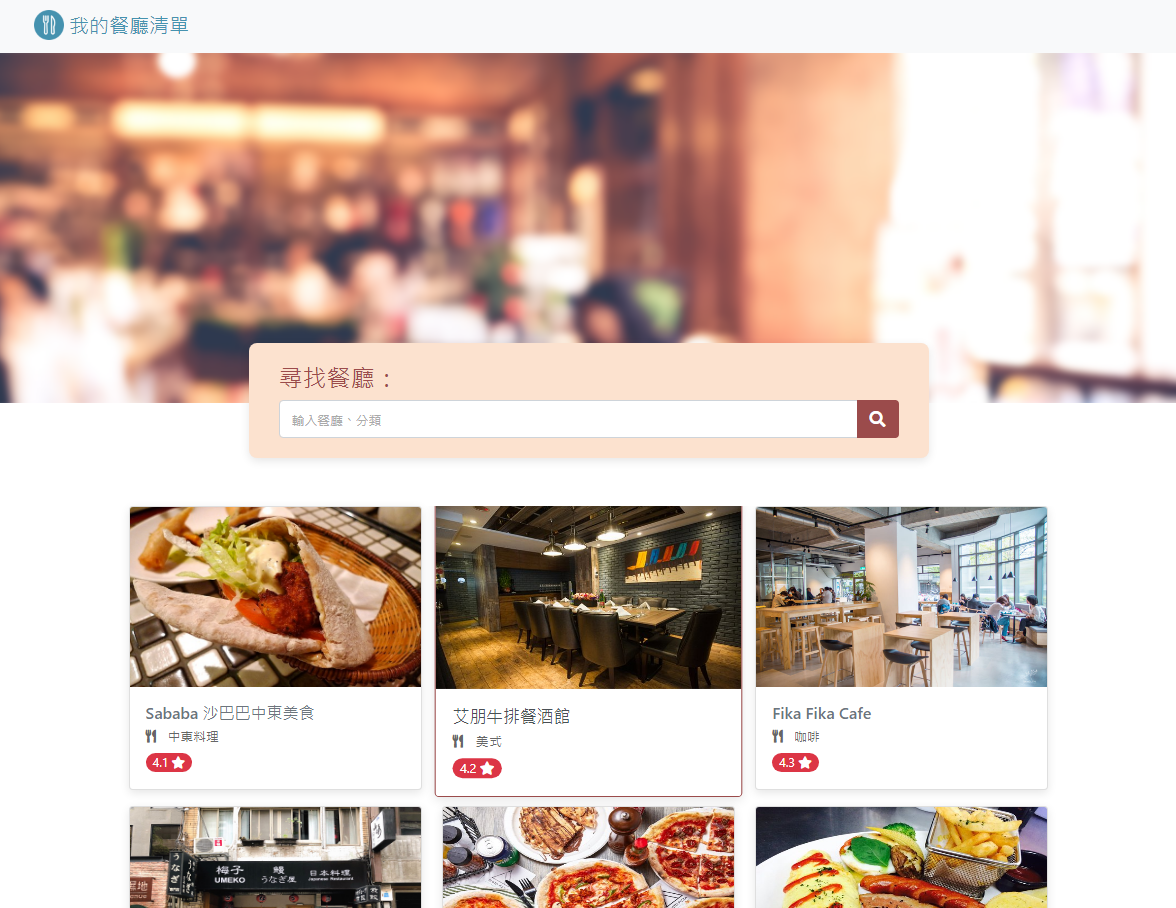 我的餐廳清單
尋找餐廳：
輸入餐廳、分類
Sababa 沙巴巴中東美食
中東料理
4.1
艾朋牛排餐酒館
美式
4.2
Fika Fika Cafe
咖啡
4.3
梅子 鰻 日本料理
UMEKO うなぎ屋 Japanese Restaurant